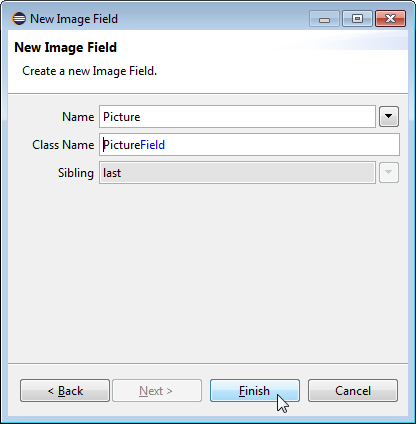 New Image Field
New Image Field
Create a new Image Field.
Name Picture
Class Name PictureField
Sibling last
< Back Next > Finish Cancel